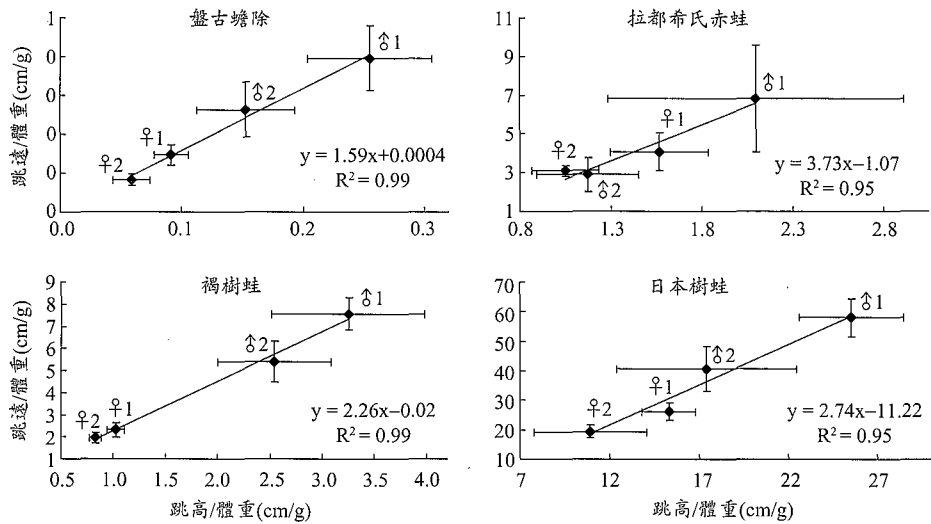 盤古蟾除
跳遠/體重(cm/g)
1
0
0
0
0
0
♂1
♂2
♀1
♀2
y = 1.59x+0.0004
R² = 0.99
0.0 0.1 0.2 0.3
拉都希氏赤蛙
11
9
7
5
3
1
♂1
♀1
♀2
♂2
y = 3.73x−1.07
R² = 0.95
0.8 1.3 1.8 2.3 2.8
褐樹蛙
跳遠/體重(cm/g)
9
8
7
6
5
4
3
2
1
♂1
♂2
♀2 ♀1
y = 2.26x−0.02
R² = 0.99
0.5 1.0 1.5 2.0 2.5 3.0 3.5 4.0
跳高/體重(cm/g)
日本樹蛙
70
60
50
40
30
20
10
♂1
♂2
♀1
♀2
y = 2.74x−11.22
R² = 0.95
7 12 17 22 27
跳高/體重(cm/g)